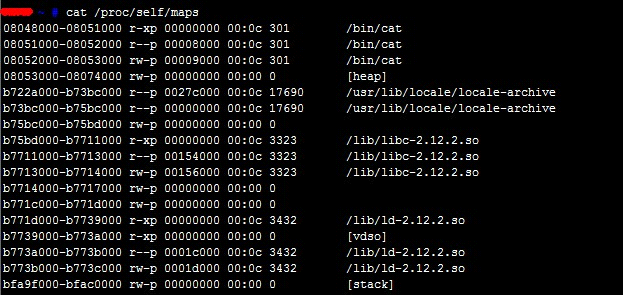 ~ # cat /proc/self/maps
08048000-08051000 r-xp 00000000 00:0c 301 /bin/cat
08051000-08052000 r--p 00008000 00:0c 301 /bin/cat
08052000-08053000 rw-p 00009000 00:0c 301 /bin/cat
08053000-08074000 rw-p 00000000 00:00 0 [heap]
b722a000-b73bc000 r--p 0027c000 00:0c 17690 /usr/lib/locale/locale-archive
b73bc000-b75bc000 r--p 00000000 00:0c 17690 /usr/lib/locale/locale-archive
b75bc000-b75bd000 rw-p 00000000 00:00 0
b75bd000-b7711000 r-xp 00000000 00:0c 3323 /lib/libc-2.12.2.so
b7711000-b7713000 r--p 00154000 00:0c 3323 /lib/libc-2.12.2.so
b7713000-b7714000 rw-p 00156000 00:0c 3323 /lib/libc-2.12.2.so
b7714000-b7717000 rw-p 00000000 00:00 0
b771c000-b771d000 rw-p 00000000 00:00 0
b771d000-b7739000 r-xp 00000000 00:0c 3432 /lib/ld-2.12.2.so
b7739000-b773a000 r-xp 00000000 00:00 0 [vdso]
b773a000-b773b000 r--p 0001c000 00:0c 3432 /lib/ld-2.12.2.so
b773b000-b773c000 rw-p 0001d000 00:0c 3432 /lib/ld-2.12.2.so
bfa9f000-bfac0000 rw-p 00000000 00:00 0 [stack]